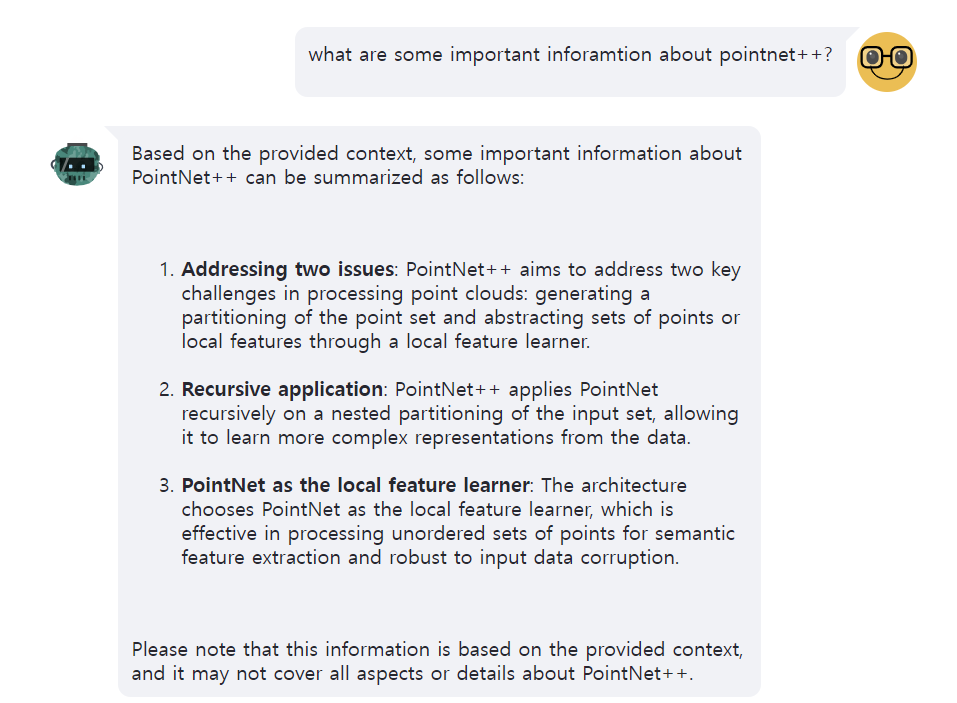 what are some important inforamtion about pointnet++?
Based on the provided context, some important information about
PointNet++ can be summarized as follows:
1. Addressing two issues: PointNet++ aims to address two key
challenges in processing point clouds: generating a
partitioning of the point set and abstracting sets of points or
local features through a local feature learner.
2. Recursive application: PointNet++ applies PointNet
recursively on a nested partitioning of the input set, allowing
it to learn more complex representations from the data.
3. PointNet as the local feature learner: The architecture
chooses PointNet as the local feature learner, which is
effective in processing unordered sets of points for semantic
feature extraction and robust to input data corruption.
Please note that this information is based on the provided context,
and it may not cover all aspects or details about PointNet++.